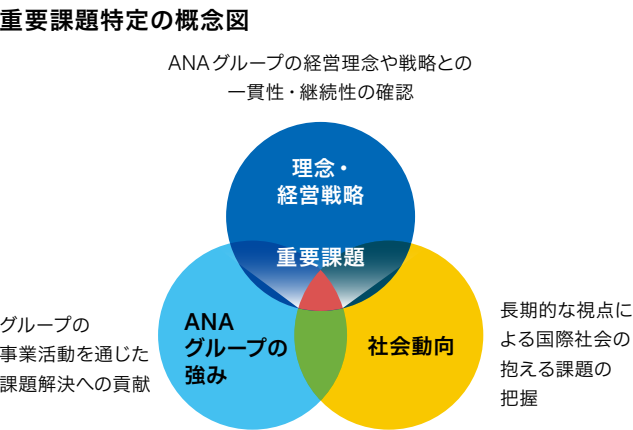 重要課題特定の概念図
ANAグループの経営理念や戦略との
一貫性・継続性の確認
理念・
経営戦略
重要課題
グループの
事業活動を通じた
課題解決への貢献
ANA
グループの
強み
社会動向
長期的な視点に
よる国際社会の
抱える課題の
把握